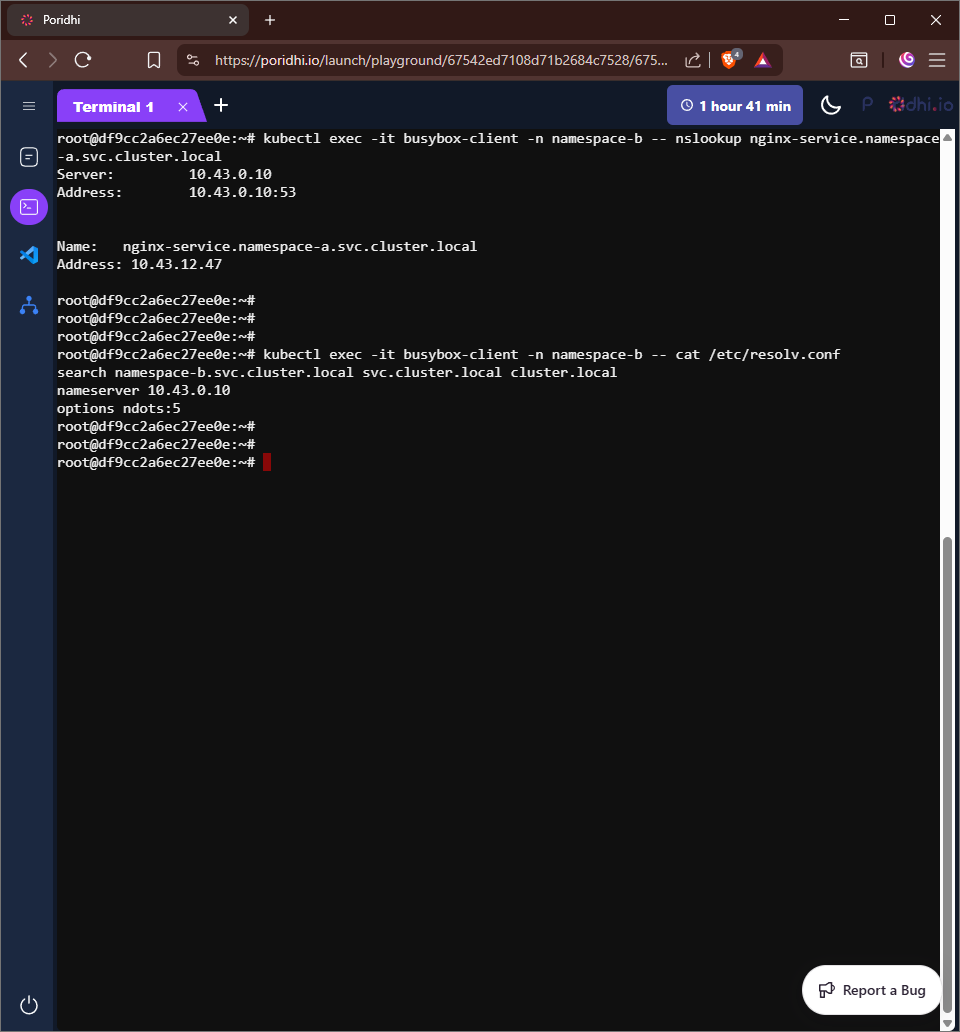 Poridhi
https://poridhi.io/launch/playground/67542ed7108d71b2684c7528/675...
4
Terminal 1
1 hour 41 min
P
dhi.io
root@df9cc2a6ec27ee0e:~# kubectl exec -it busybox-client -n namespace-b -- nslookup nginx-service.namespace
-a.svc.cluster.local
Server:         10.43.0.10
Address:        10.43.0.10:53
Name:   nginx-service.namespace-a.svc.cluster.local
Address: 10.43.12.47
root@df9cc2a6ec27ee0e:~#
root@df9cc2a6ec27ee0e:~#
root@df9cc2a6ec27ee0e:~#
root@df9cc2a6ec27ee0e:~# kubectl exec -it busybox-client -n namespace-b -- cat /etc/resolv.conf
search namespace-b.svc.cluster.local svc.cluster.local cluster.local
nameserver 10.43.0.10
options ndots:5
root@df9cc2a6ec27ee0e:~#
root@df9cc2a6ec27ee0e:~#
root@df9cc2a6ec27ee0e:~#
Report a Bug